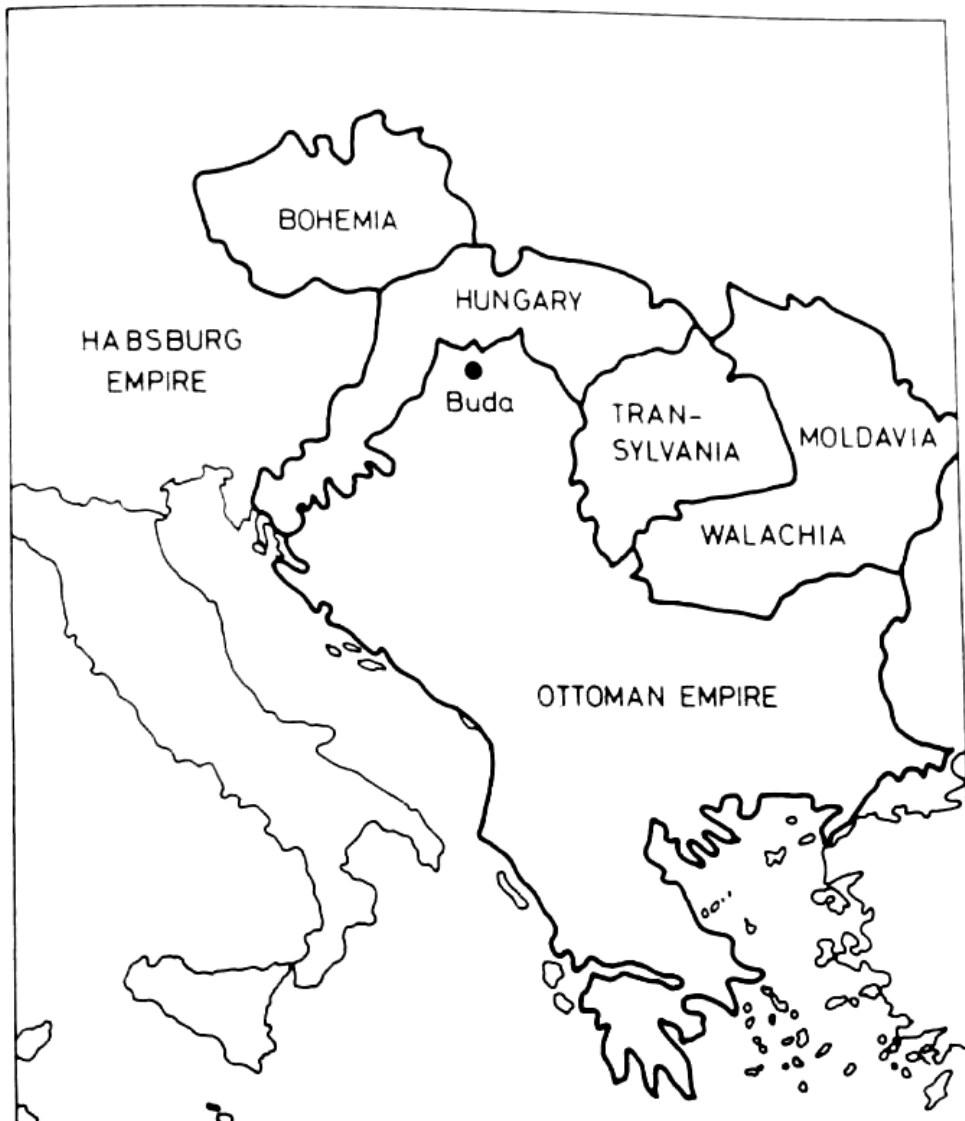 BOHEMIA
HUNGARY
HABSBURG
EMPIRE
Buda
TRAN-
SYLVANIA
MOLDAVIA
WALACHIA
OTTOMAN EMPIRE